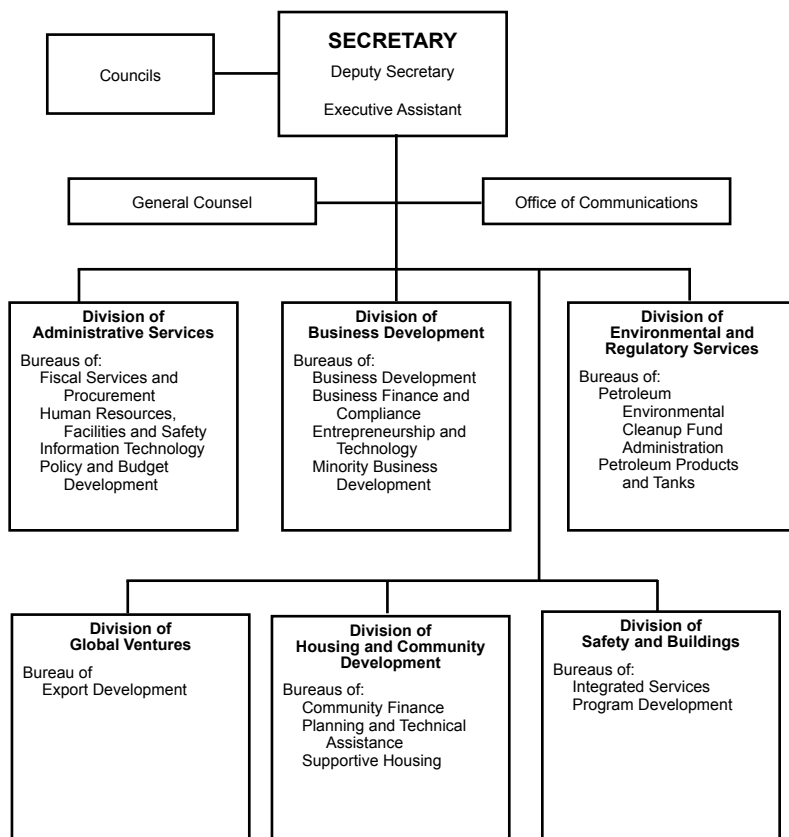 SECRETARY
Deputy Secretary
Executive Assistant
Councils
General Counsel
Office of Communications
Division of
Administrative Services
Bureaus of:
Fiscal Services and
Procurement
Human Resources,
Facilities and Safety
Information Technology
Policy and Budget
Development
Division of
Business Development
Bureaus of:
Business Development
Business Finance and
Compliance
Entrepreneurship and
Technology
Minority Business
Development
Division of
Environmental and
Regulatory Services
Bureaus of:
Petroleum
Environmental
Cleanup Fund
Administration
Petroleum Products
and Tanks
Division of
Global Ventures
Bureau of
Export Development
Division of
Housing and Community
Development
Bureaus of:
Community Finance
Planning and Technical
Assistance
Supportive Housing
Division of
Safety and Buildings
Bureaus of:
Integrated Services
Program Development